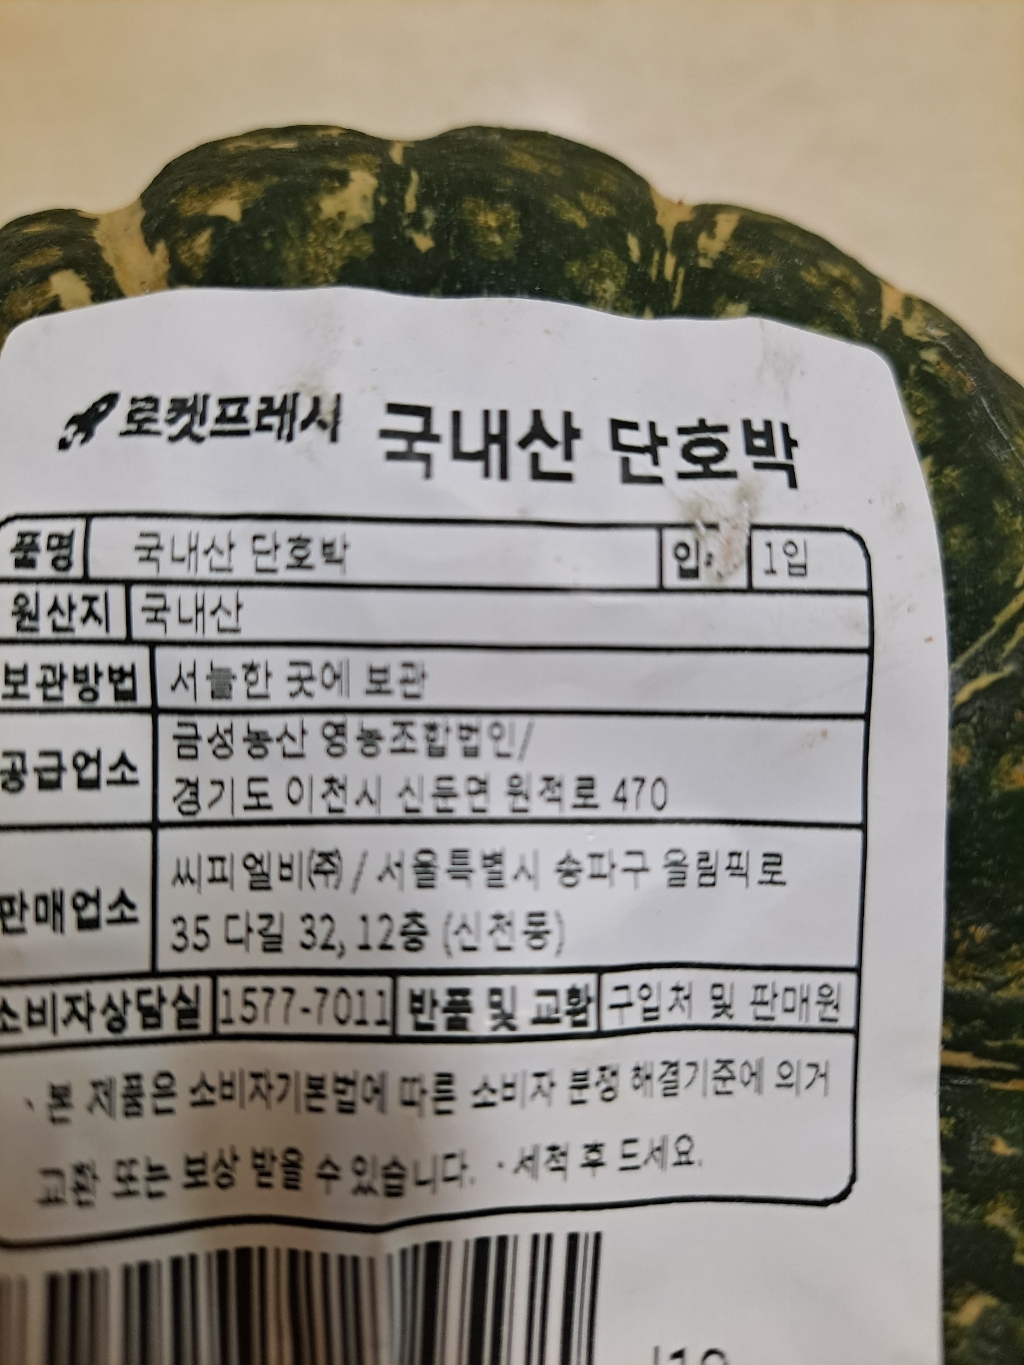 로켓프레시 국내산 단호박
품명 국내산 단호박 1입
원산지 국내산
보관방법 서늘한 곳에 보관
공급업소 금성농산 영농조합법인/
경기도 이천시 신둔면 원적로 470
판매업소 씨피엘비(주) / 서울특별시 송파구 올림픽로
35 다길 32, 12층 (신천동)
소비자상담실 1577-7011 반품 및 교환 구입처 및 판매원
· 본 제품은 소비자기본법에 따른 소비자 분쟁 해결기준에 의거
교환 또는 보상 받을 수 있습니다. · 세척 후 드세요.